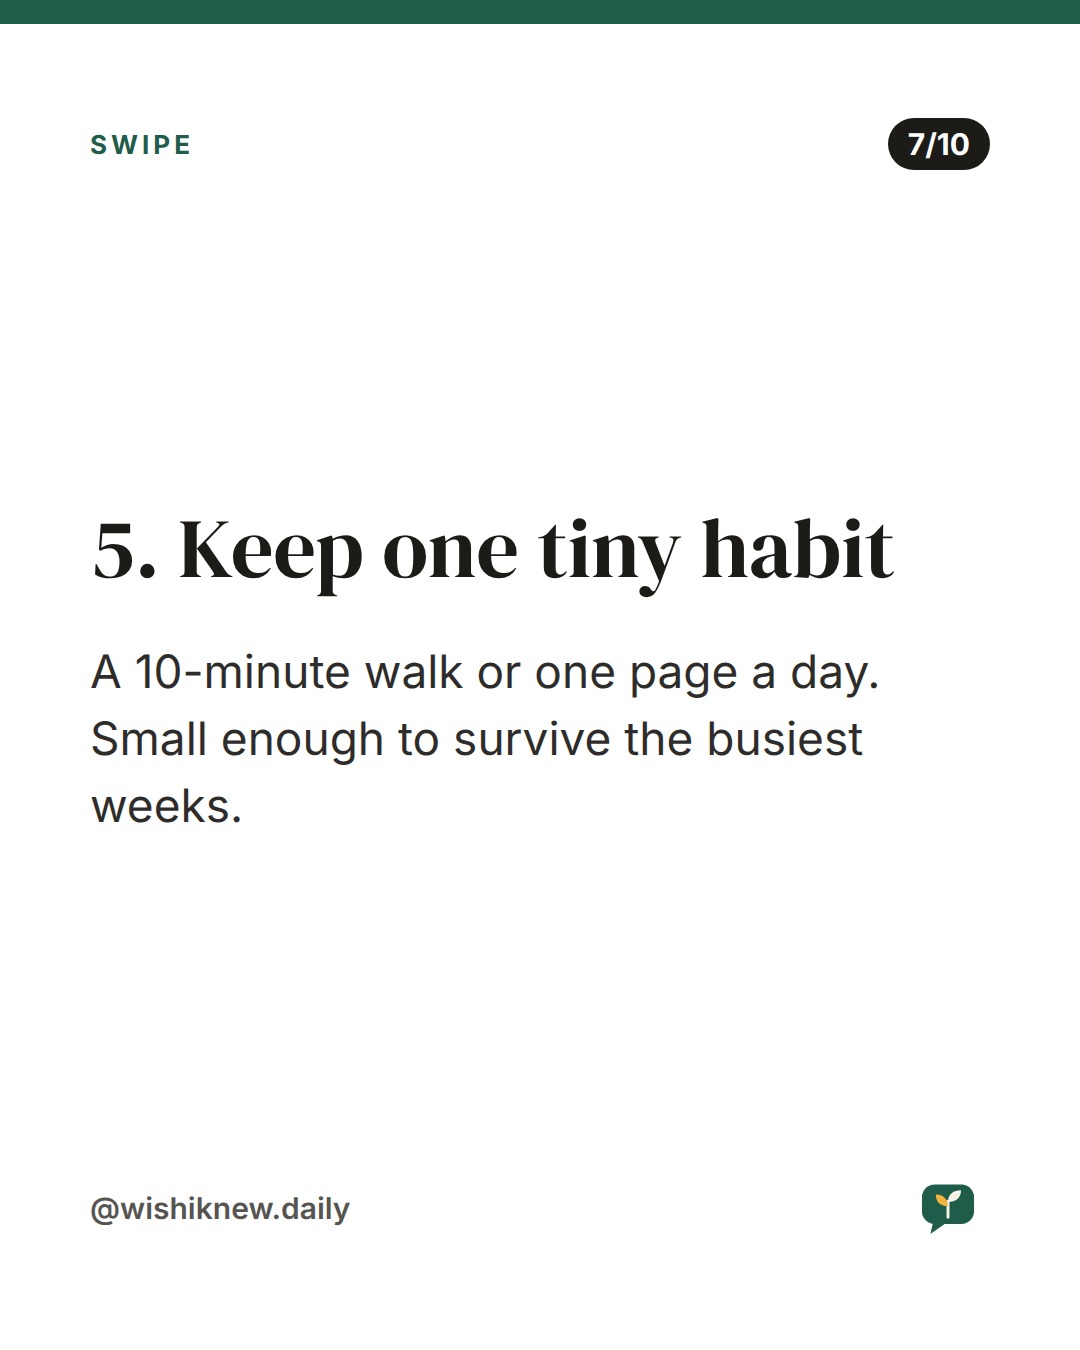 SWIPE
7/10
5. Keep one tiny habit
A 10-minute walk or one page a day.
Small enough to survive the busiest
weeks.
@wishiknew.daily